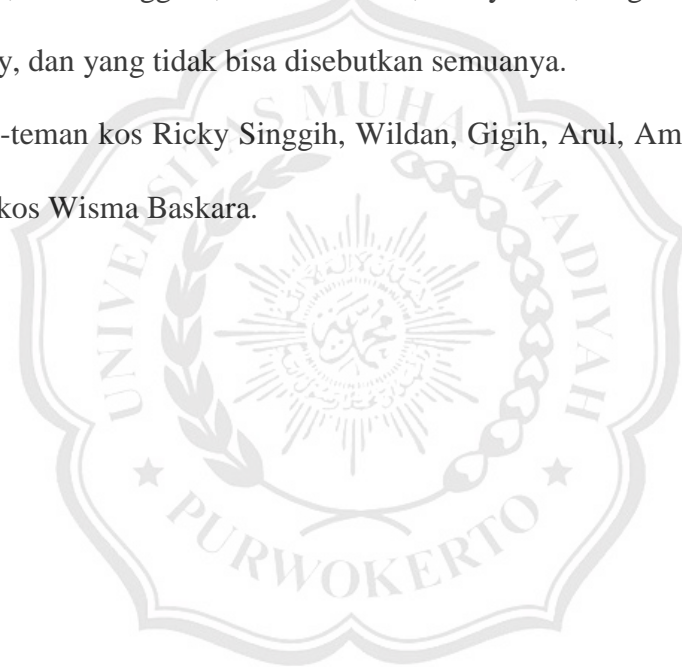 y, dan yang tidak bisa disebutkan semuanya.
-teman kos Ricky Singgih, Wildan, Gigih, Arul, Am
kos Wisma Baskara.
UNIVERSITAS MUHAMMADIYAH
PURWOKERTO